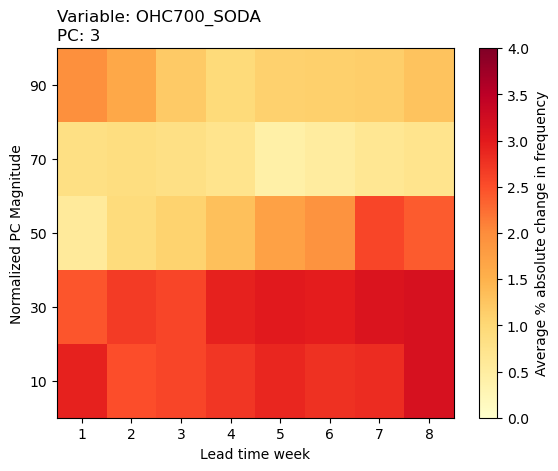 Variable: OHC700_SODA
PC: 3
Normalized PC Magnitude
90
70
50
30
10
1 2 3 4 5 6 7 8
Lead time week
4.0
3.5
3.0
2.5
2.0
1.5
1.0
0.5
0.0
Average % absolute change in frequency